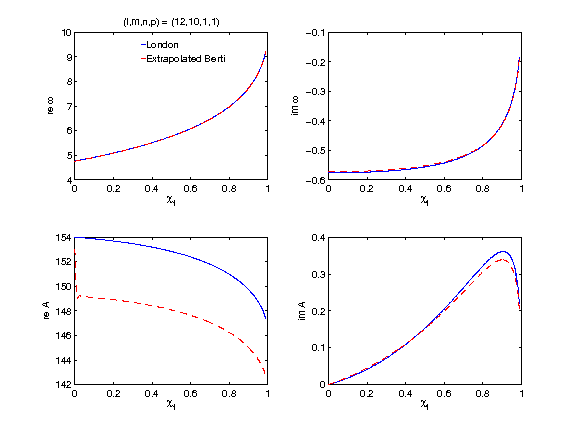 (l,m,n,p) = (12,10,1,1)
10
9
8
7
6
5
4
re ω
London
Extrapolated Berti
0 0.2 0.4 0.6 0.8 1
χf
−0.1
−0.2
−0.3
−0.4
−0.5
−0.6
im ω
0 0.2 0.4 0.6 0.8 1
χf
154
152
150
148
146
144
142
re A
0 0.2 0.4 0.6 0.8 1
χf
0.4
0.3
0.2
0.1
0
im A
0 0.2 0.4 0.6 0.8 1
χf